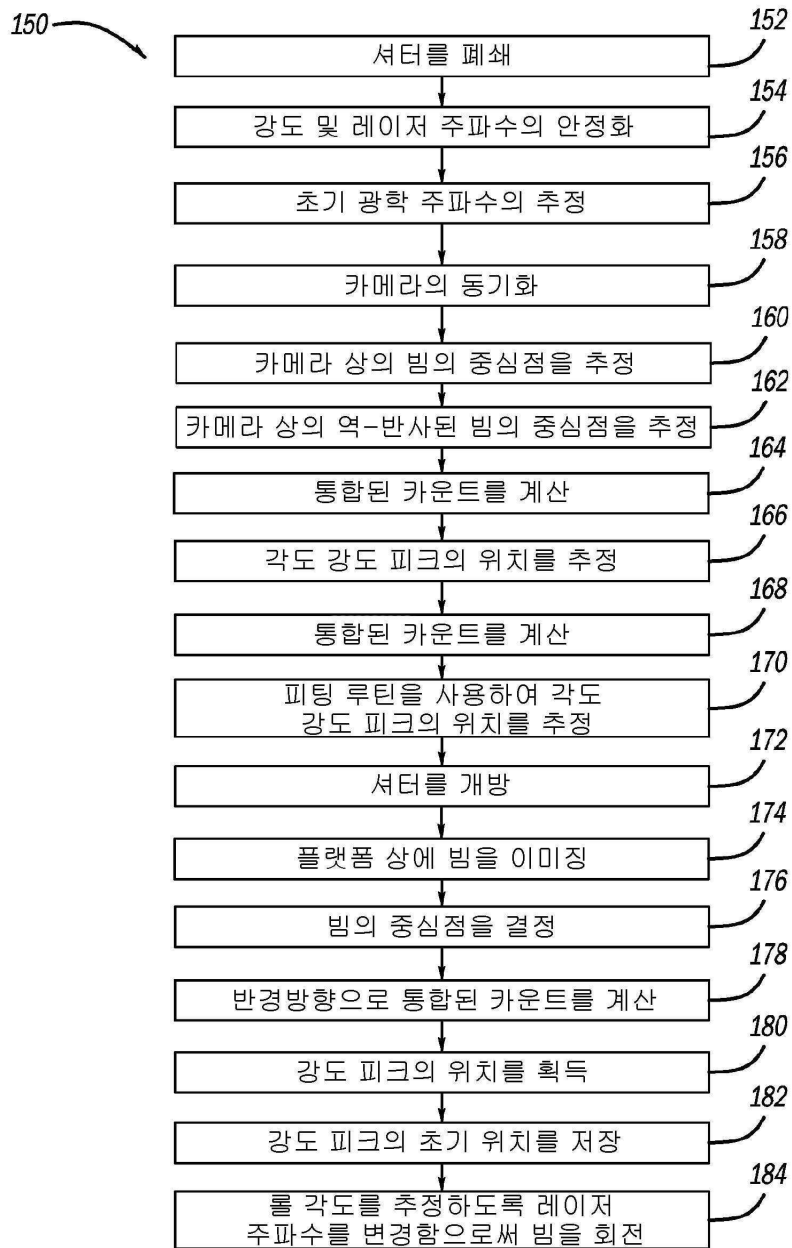 150
셔터를 폐쇄
152
강도 및 레이저 주파수의 안정화
154
초기 광학 주파수의 추정
156
카메라의 동기화
158
카메라 상의 빔의 중심점을 추정
160
카메라 상의 역-반사된 빔의 중심점을 추정
162
통합된 카운트를 계산
164
각도 강도 피크의 위치를 추정
166
통합된 카운트를 계산
168
피팅 루틴을 사용하여 각도
강도 피크의 위치를 추정
170
셔터를 개방
172
플랫폼 상에 빔을 이미징
174
빔의 중심점을 결정
176
반경방향으로 통합된 카운트를 계산
178
강도 피크의 위치를 획득
180
강도 피크의 초기 위치를 저장
182
롤 각도를 추정하도록 레이저
주파수를 변경함으로써 빔을 회전
184